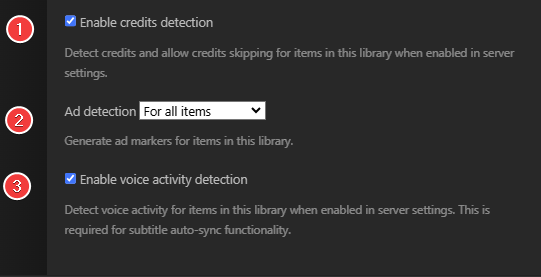 1
Enable credits detection
Detect credits and allow credits skipping for items in this library when enabled in server
settings.
2
Ad detection For all items
Generate ad markers for items in this library.
3
Enable voice activity detection
Detect voice activity for items in this library when enabled in server settings. This is
required for subtitle auto-sync functionality.